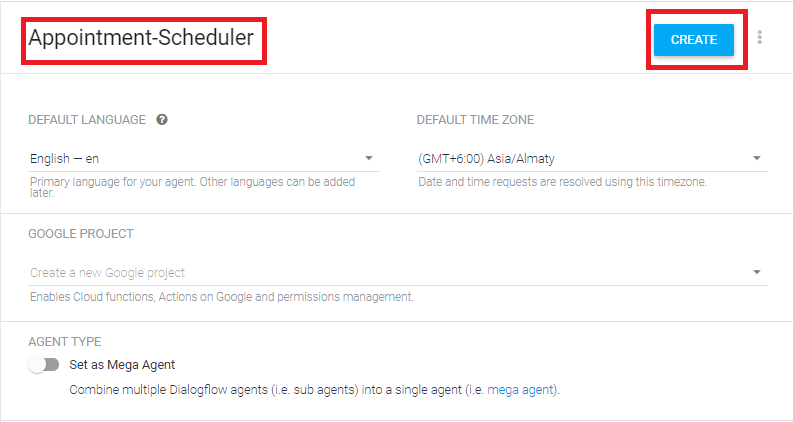 Appointment-Scheduler
CREATE
DEFAULT LANGUAGE
DEFAULT TIME ZONE
English — en
(GMT+6:00) Asia/Almaty
Primary language for your agent. Other languages can be added
later.
Date and time requests are resolved using this timezone.
GOOGLE PROJECT
Create a new Google project
Enables Cloud functions, Actions on Google and permissions management.
AGENT TYPE
Set as Mega Agent
Combine multiple Dialogflow agents (i.e. sub agents) into a single agent (i.e. mega agent).